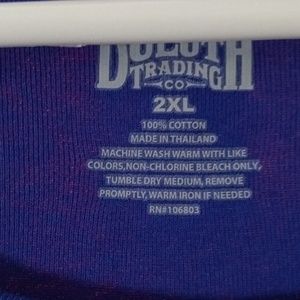 DULUTH
TRADING
CO
2XL
100% COTTON
MADE IN THAILAND
MACHINE WASH WARM WITH LIKE
COLORS,NON-CHLORINE BLEACH ONLY,
TUMBLE DRY MEDIUM, REMOVE
PROMPTLY, WARM IRON IF NEEDED
RN#106803